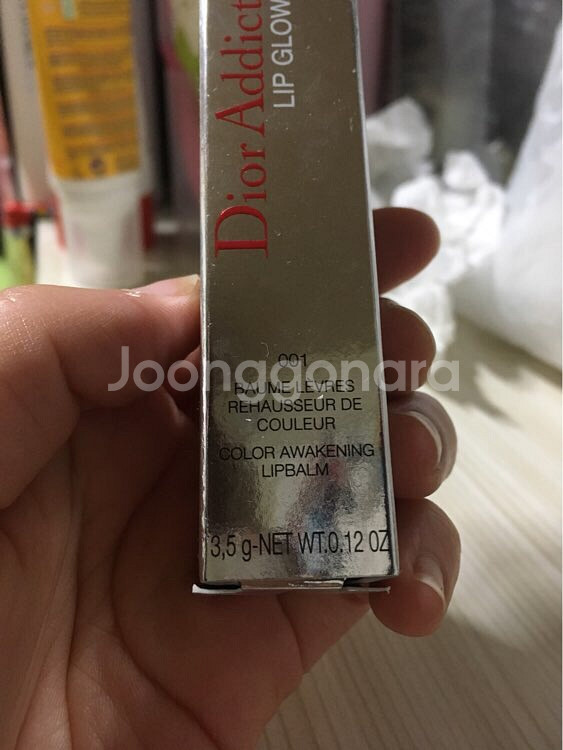 Dior Addict
LIP GLOW
001
Joonggonara
BAUME LÈVRES
REHAUSSEUR DE
COULEUR
COLOR AWAKENING
LIPBALM
3,5 g-NET WT.0.12 OZ